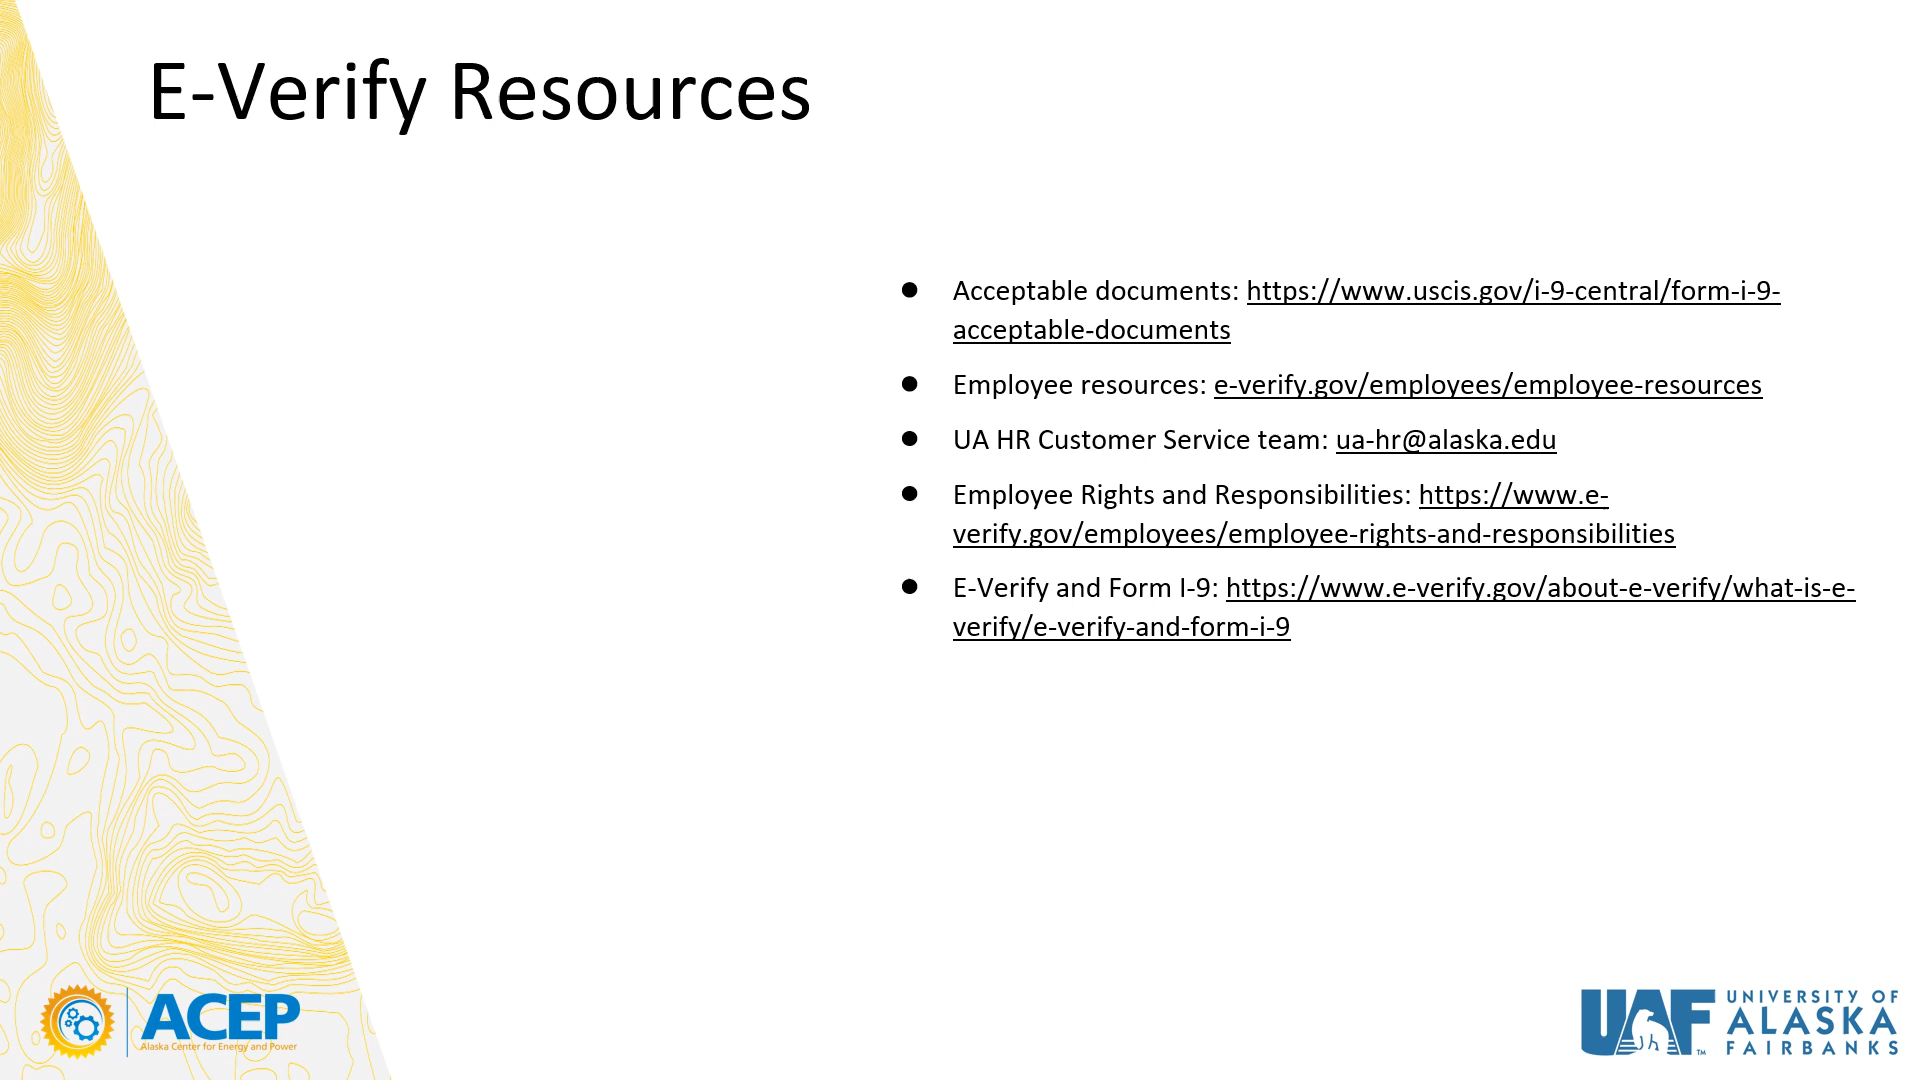 E-Verify Resources
● Acceptable documents: https://www.uscis.gov/i-9-central/form-i-9-
acceptable-documents
● Employee resources: e-verify.gov/employees/employee-resources
● UA HR Customer Service team: ua-hr@alaska.edu
● Employee Rights and Responsibilities: https://www.e-
verify.gov/employees/employee-rights-and-responsibilities
● E-Verify and Form I-9: https://www.e-verify.gov/about-e-verify/what-is-e-
verify/e-verify-and-form-i-9
ACEP
Alaska Center for Energy and Power
UAF
TM
UNIVERSITY OF
ALASKA
FAIRBANKS